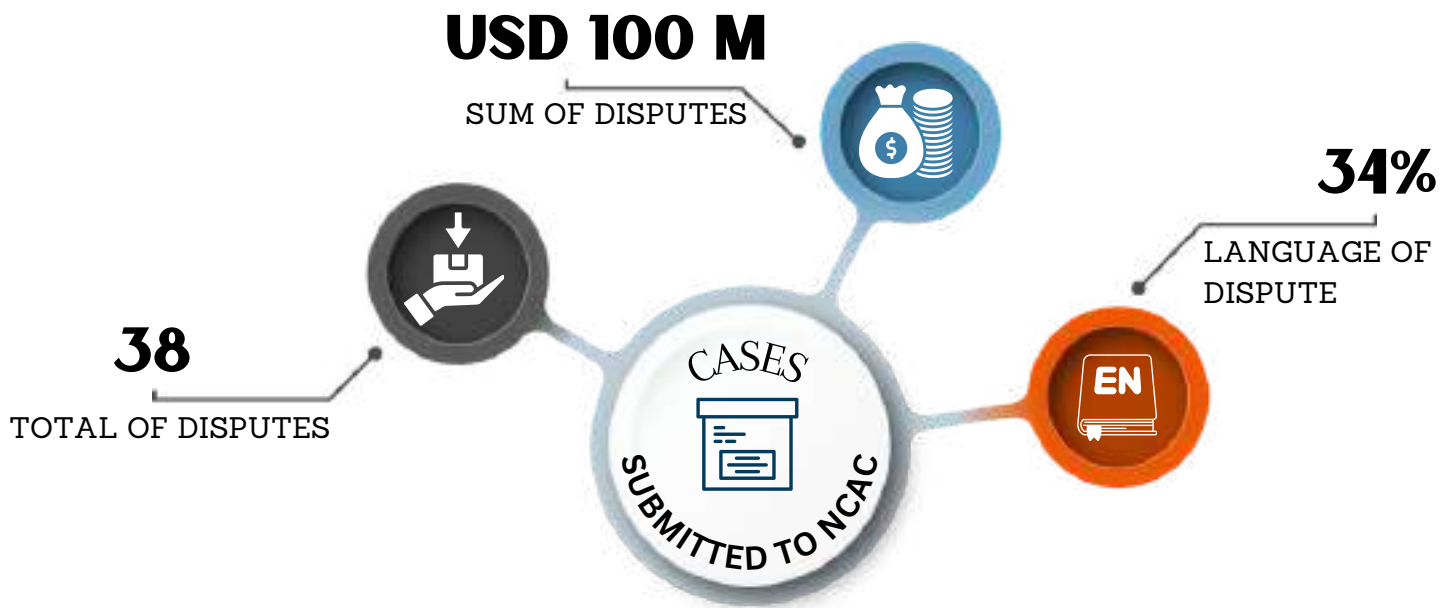 USD 100 M
SUM OF DISPUTES
$
34%
LANGUAGE OF
DISPUTE
EN
38
TOTAL OF DISPUTES
CASES
SUBMITTED TO NCAC